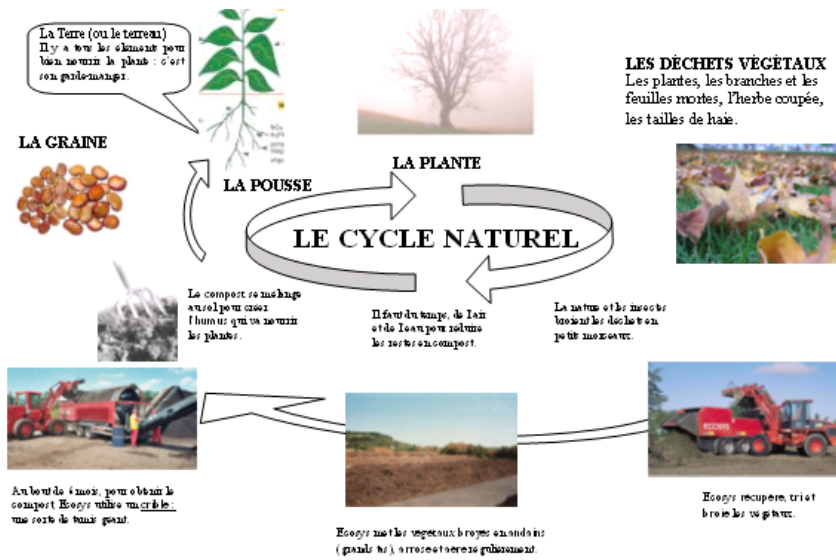 La Terre (ou le terreau)
Il y a tous les élément pour
bien nourrir la plante : c'est
son garde-manger.
LES DÈCHETS VÈGÈTAUX
Les plantes, les branches et les
feuilles mortes, l'herbe coupée,
les tailles de haie.
LA GRAINE
LA PLANTE
LA POUSSE
LE CYCLE NATUREL
Le compost se mélange
au sol pour créer
l'humus qui va nourrir
les plantes.
Il faut du temps, de l'air
et de l'eau pour réduire
les restes en compost.
La nature et les insectes
broient les déchets en
petit morceaux.
ECOSYS
Au bout de 6 mois, pour obtenir le
compost, Ecosys utilise un crible :
une sorte de tamis géant.
Ecosys met les végétaux broyés en andains
(grands tas), arrose et aère régulièrement.
Ecosys récupère, tri et
broie les végétaux.